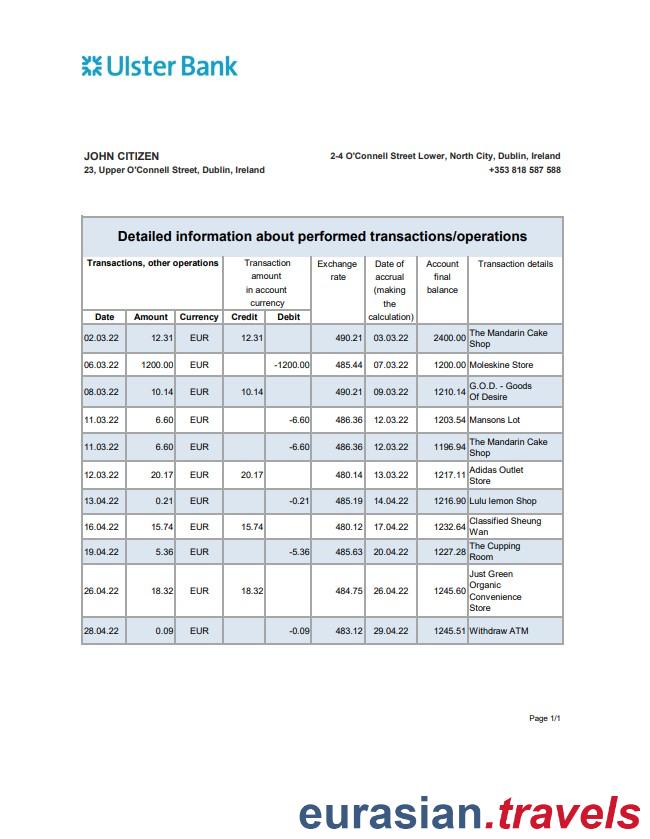 Ulster Bank
JOHN CITIZEN
23, Upper O'Connell Street, Dublin, Ireland
2-4 O'Connell Street Lower, North City, Dublin, Ireland
+353 818 587 588
Detailed information about performed transactions/operations
Transactions, other operations
Transaction
amount
in account
currency
Exchange
rate
Date of
accrual
(making
the
calculation)
Account
final
balance
Transaction details
Date Amount Currency Credit Debit
02.03.22 12.31 EUR 12.31 490.21 03.03.22 2400.00 The Mandarin Cake
Shop
06.03.22 1200.00 EUR -1200.00 485.44 07.03.22 1200.00 Moleskine Store
08.03.22 10.14 EUR 10.14 490.21 09.03.22 1210.14 G.O.D. - Goods
Of Desire
11.03.22 6.60 EUR -6.60 486.36 12.03.22 1203.54 Mansons Lot
11.03.22 6.60 EUR -6.60 486.36 12.03.22 1196.94 The Mandarin Cake
Shop
12.03.22 20.17 EUR 20.17 480.14 13.03.22 1217.11 Adidas Outlet
Store
13.04.22 0.21 EUR -0.21 485.19 14.04.22 1216.90 Lulu lemon Shop
16.04.22 15.74 EUR 15.74 480.12 17.04.22 1232.64 Classified Sheung
Wan
19.04.22 5.36 EUR -5.36 485.63 20.04.22 1227.28 The Cupping
Room
26.04.22 18.32 EUR 18.32 484.75 26.04.22 1245.60 Just Green
Organic
Convenience
Store
28.04.22 0.09 EUR -0.09 483.12 29.04.22 1245.51 Withdraw ATM
Page 1/1
eurasian.travels